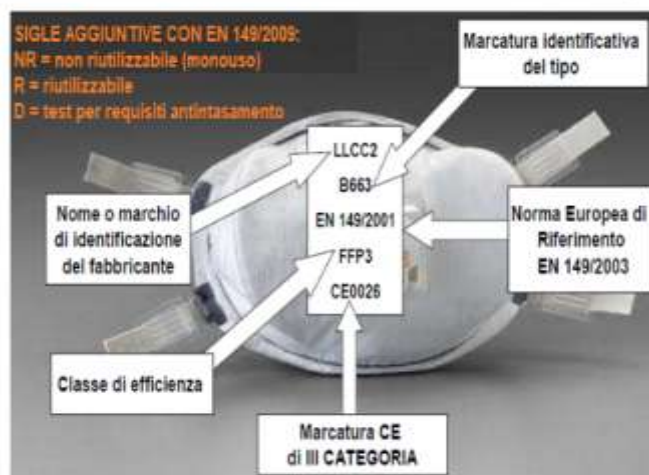 SIGLE AGGIUNTIVE CON EN 149/2009:
NR = non riutilizzabile (monouso)
R = riutilizzabile
D = test per requisiti antintasamento
Marcatura identificativa
del tipo
LLCC2
B663
EN 149/2001
FFP3
CE0026
Nome o marchio
di identificazione
del fabbricante
Norma Europea di
Riferimento
EN 149/2003
Classe di efficienza
Marcatura CE
di III CATEGORIA